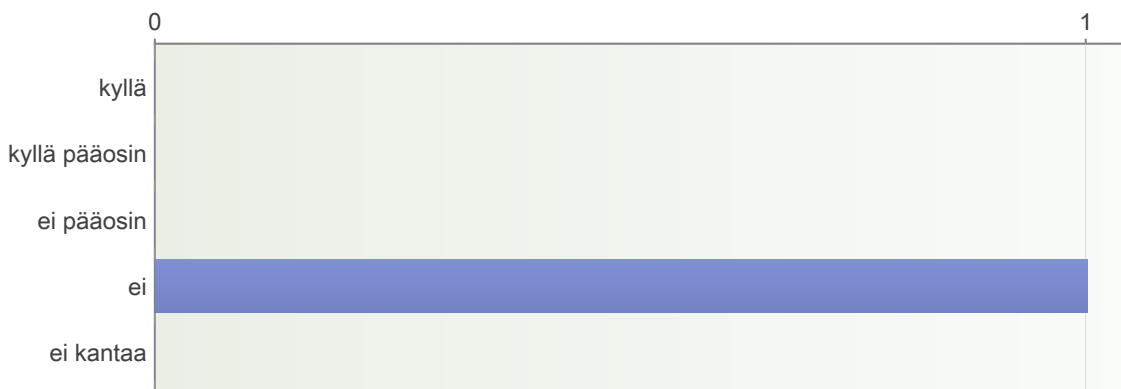 0 1
kyllä
kyllä pääosin
ei pääosin
ei
ei kantaa